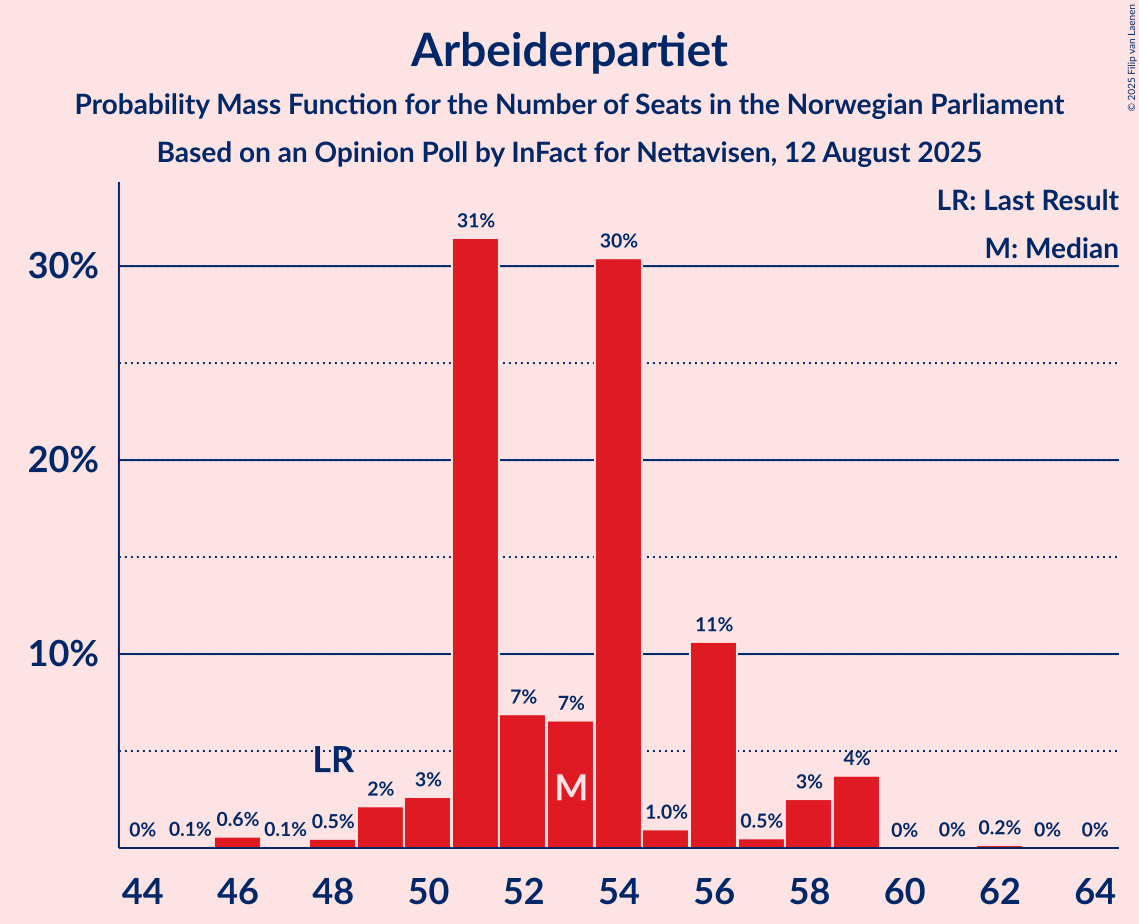 Arbeiderpartiet
Probability Mass Function for the Number of Seats in the Norwegian Parliament
Based on an Opinion Poll by InFact for Nettavisen, 12 August 2025
© 2025 Filip van Laenen
LR: Last Result
M: Median
30%
20%
10%
0% 0.1% 0.6% 0.1% 0.5% 2% 3% 31% 7% 7% 30% 1.0% 11% 0.5% 3% 4% 0% 0% 0.2% 0% 0%
LR
M
44 46 48 50 52 54 56 58 60 62 64